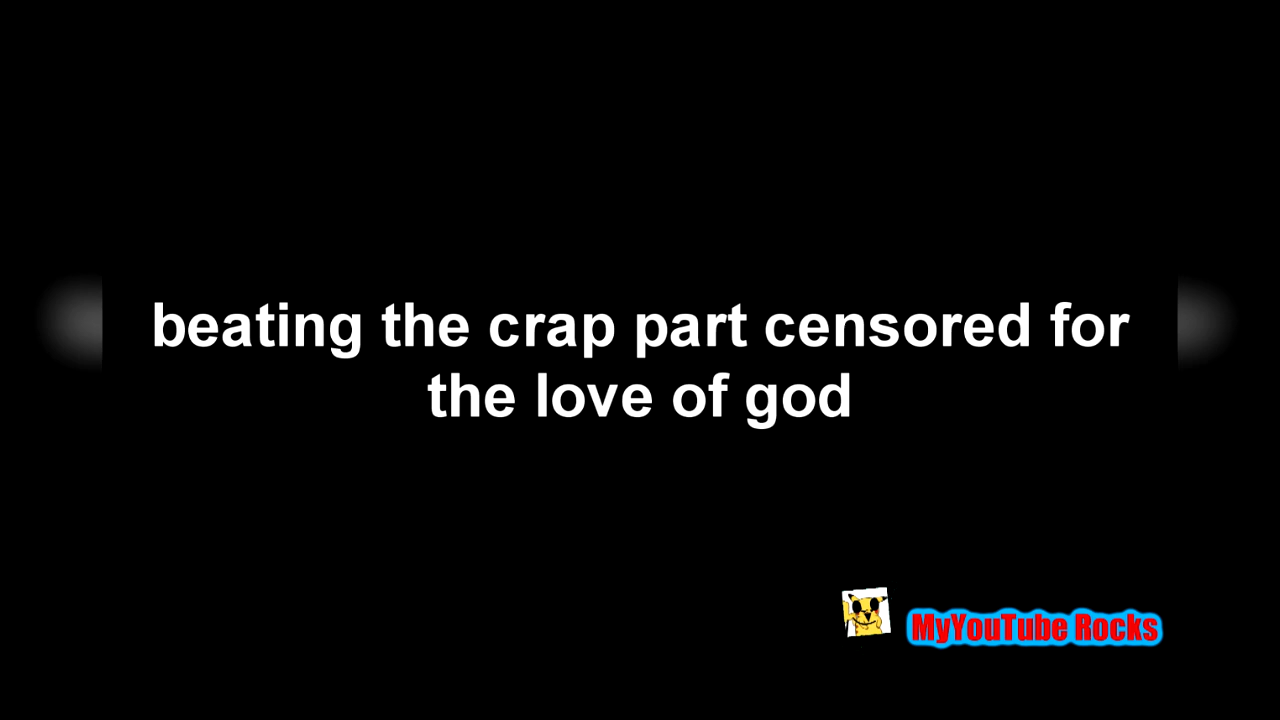 beating the crap part censored for
the love of god
MyYouTube Rocks